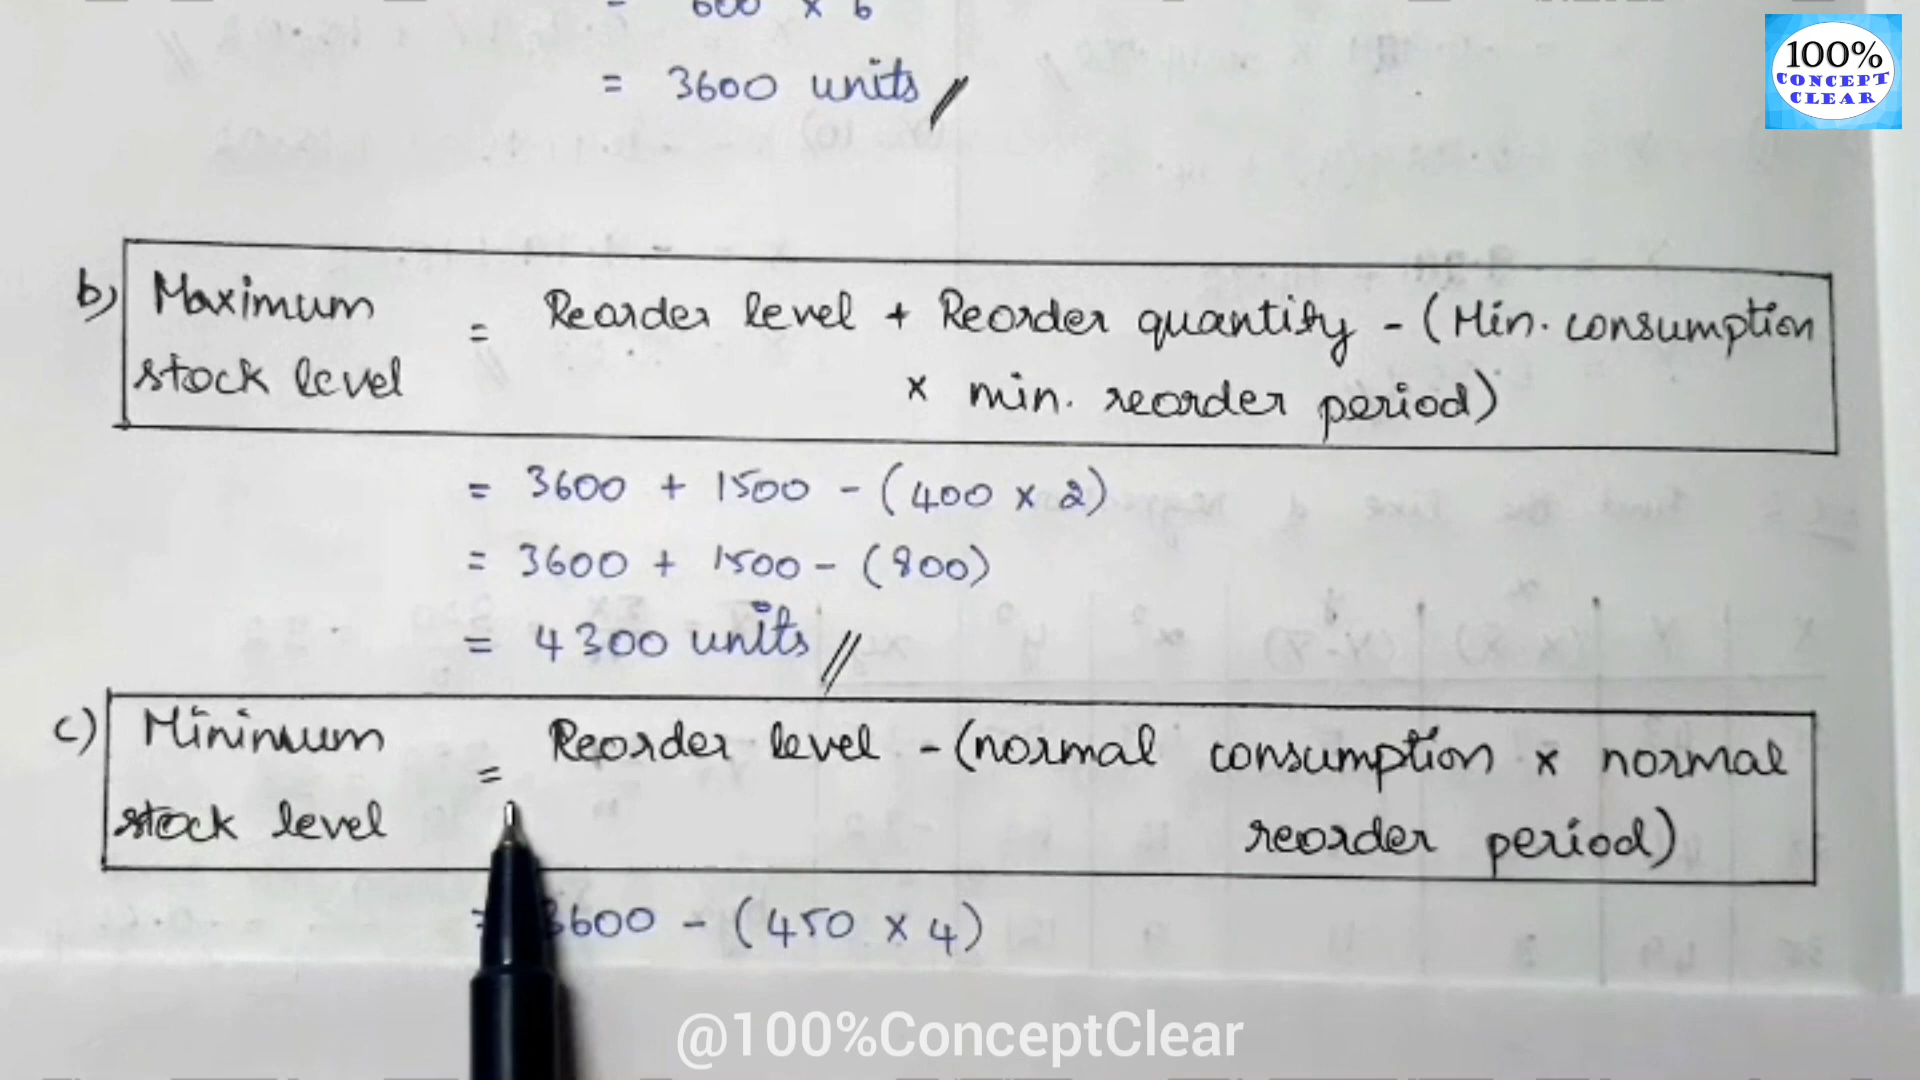 = 600 x 6
= 3600 units //
100%
CONCEPT
CLEAR
b) Maximum stock level = Reorder level + Reorder quantity - (Min. consumption
x min. reorder period)
= 3600 + 1500 - (400 x 2)
= 3600 + 1500 - (800)
= 4300 units //
c) Minimum stock level = Reorder level - (normal consumption x normal
reorder period)
= 3600 - (450 x 4)
@100%ConceptClear